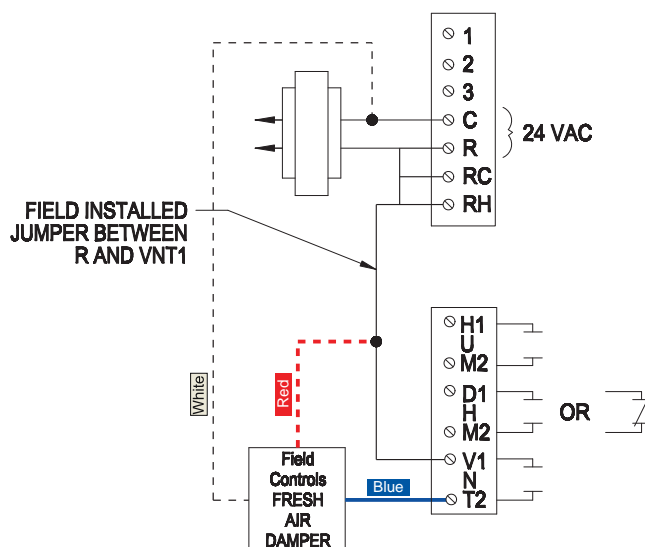 1
2
3
C
R
RC
RH
24 VAC
FIELD INSTALLED
JUMPER BETWEEN
R AND VNT1
H1
U
M2
D1
H
M2
V1
N
T2
OR
White
Red
Blue
Field
Controls
FRESH
AIR
DAMPER